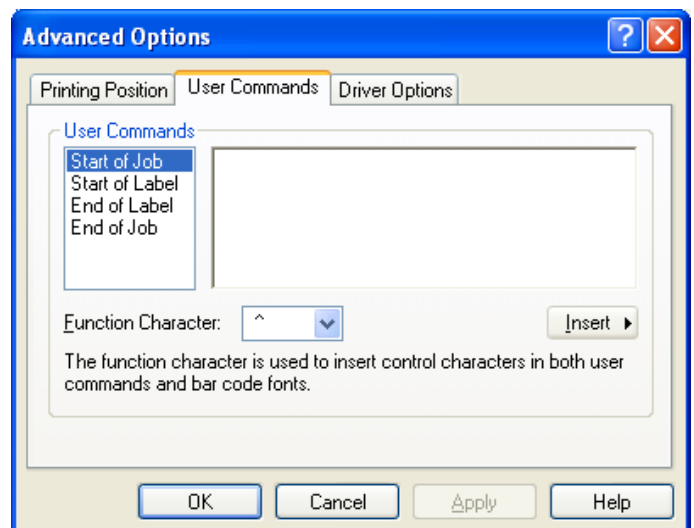 Advanced Options
Printing Position User Commands Driver Options
User Commands
Start of Job
Start of Label
End of Label
End of Job
Function Character: ^ Insert
The function character is used to insert control characters in both user
commands and bar code fonts.
OK Cancel Apply Help